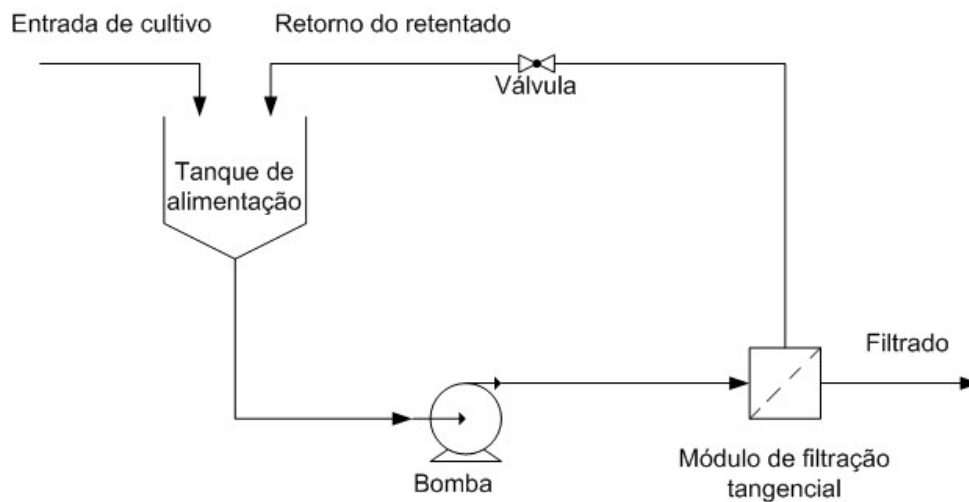 Entrada de cultivo
Retorno do retentado
Válvula
Tanque de
alimentação
Filtrado
Bomba
Módulo de filtração
tangencial